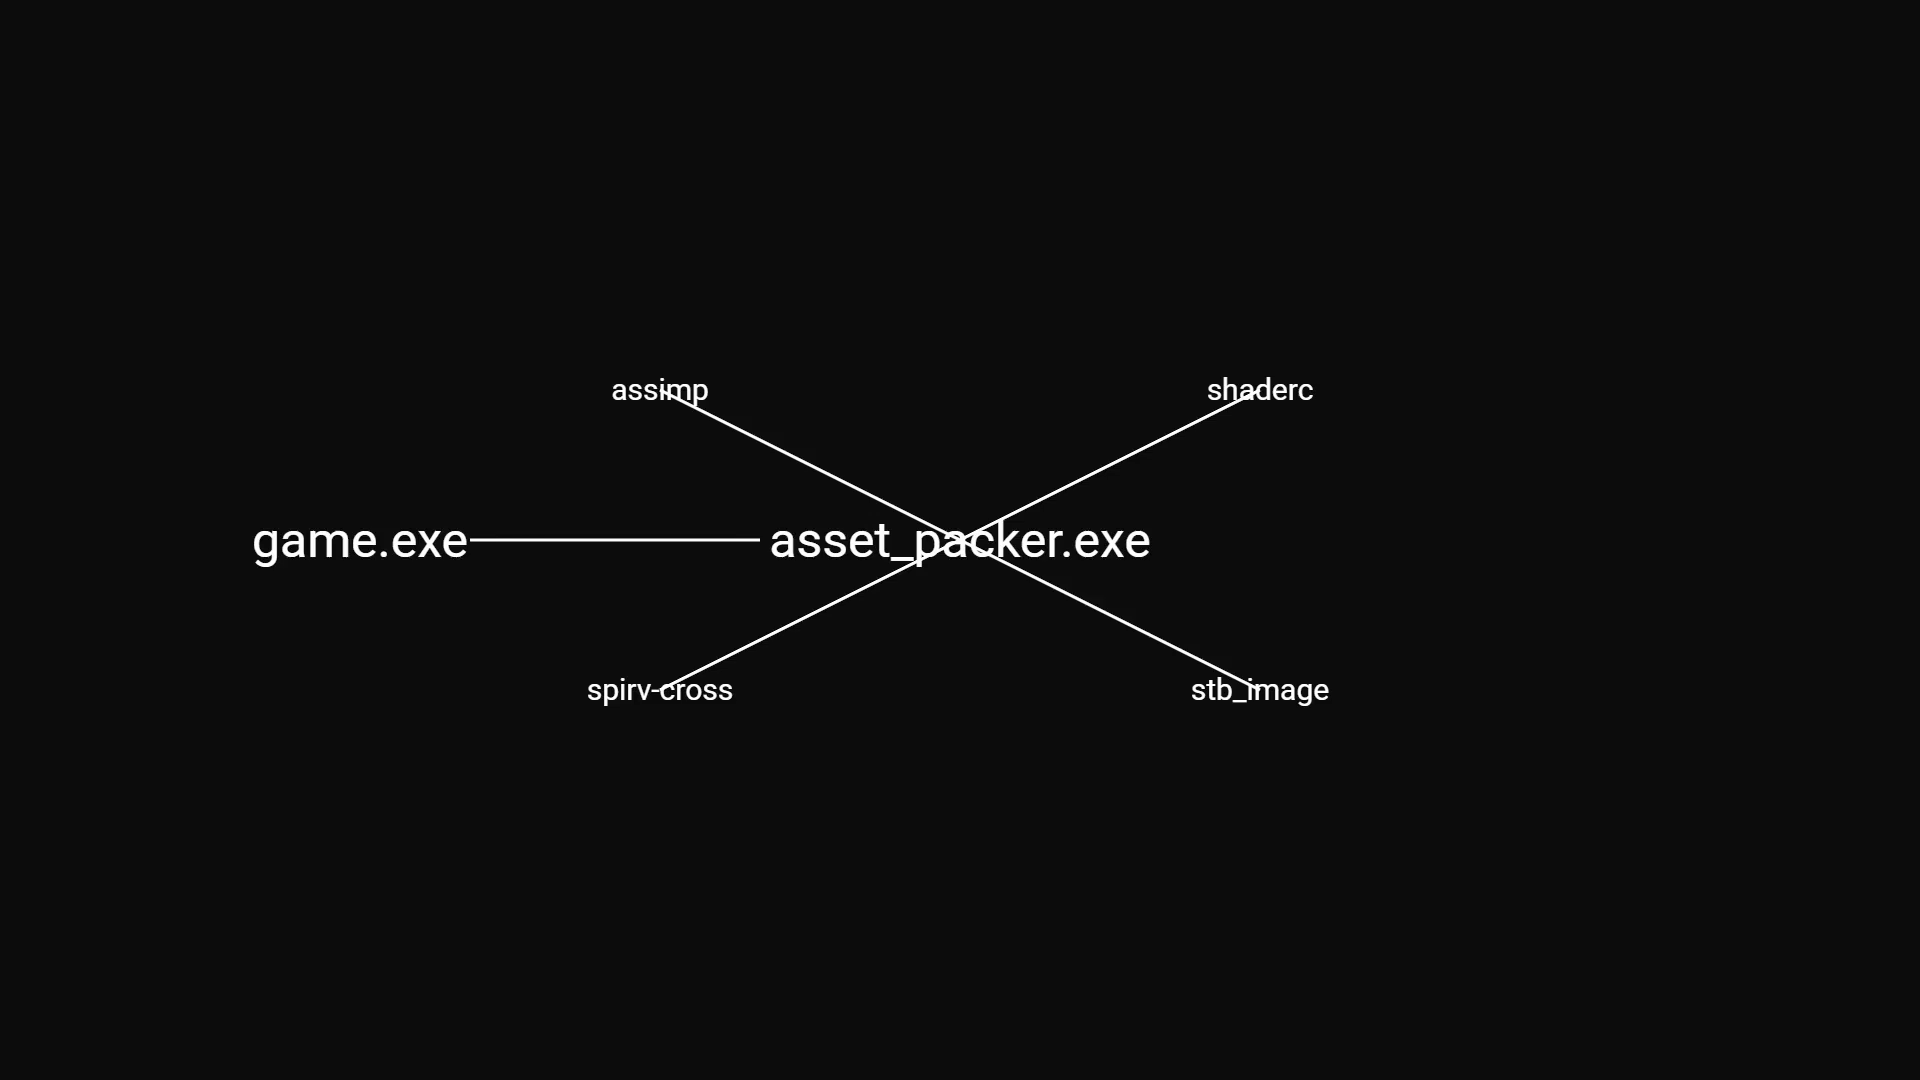 assimp
shaderc
game.exe
asset_packer.exe
spirv-cross
stb_image